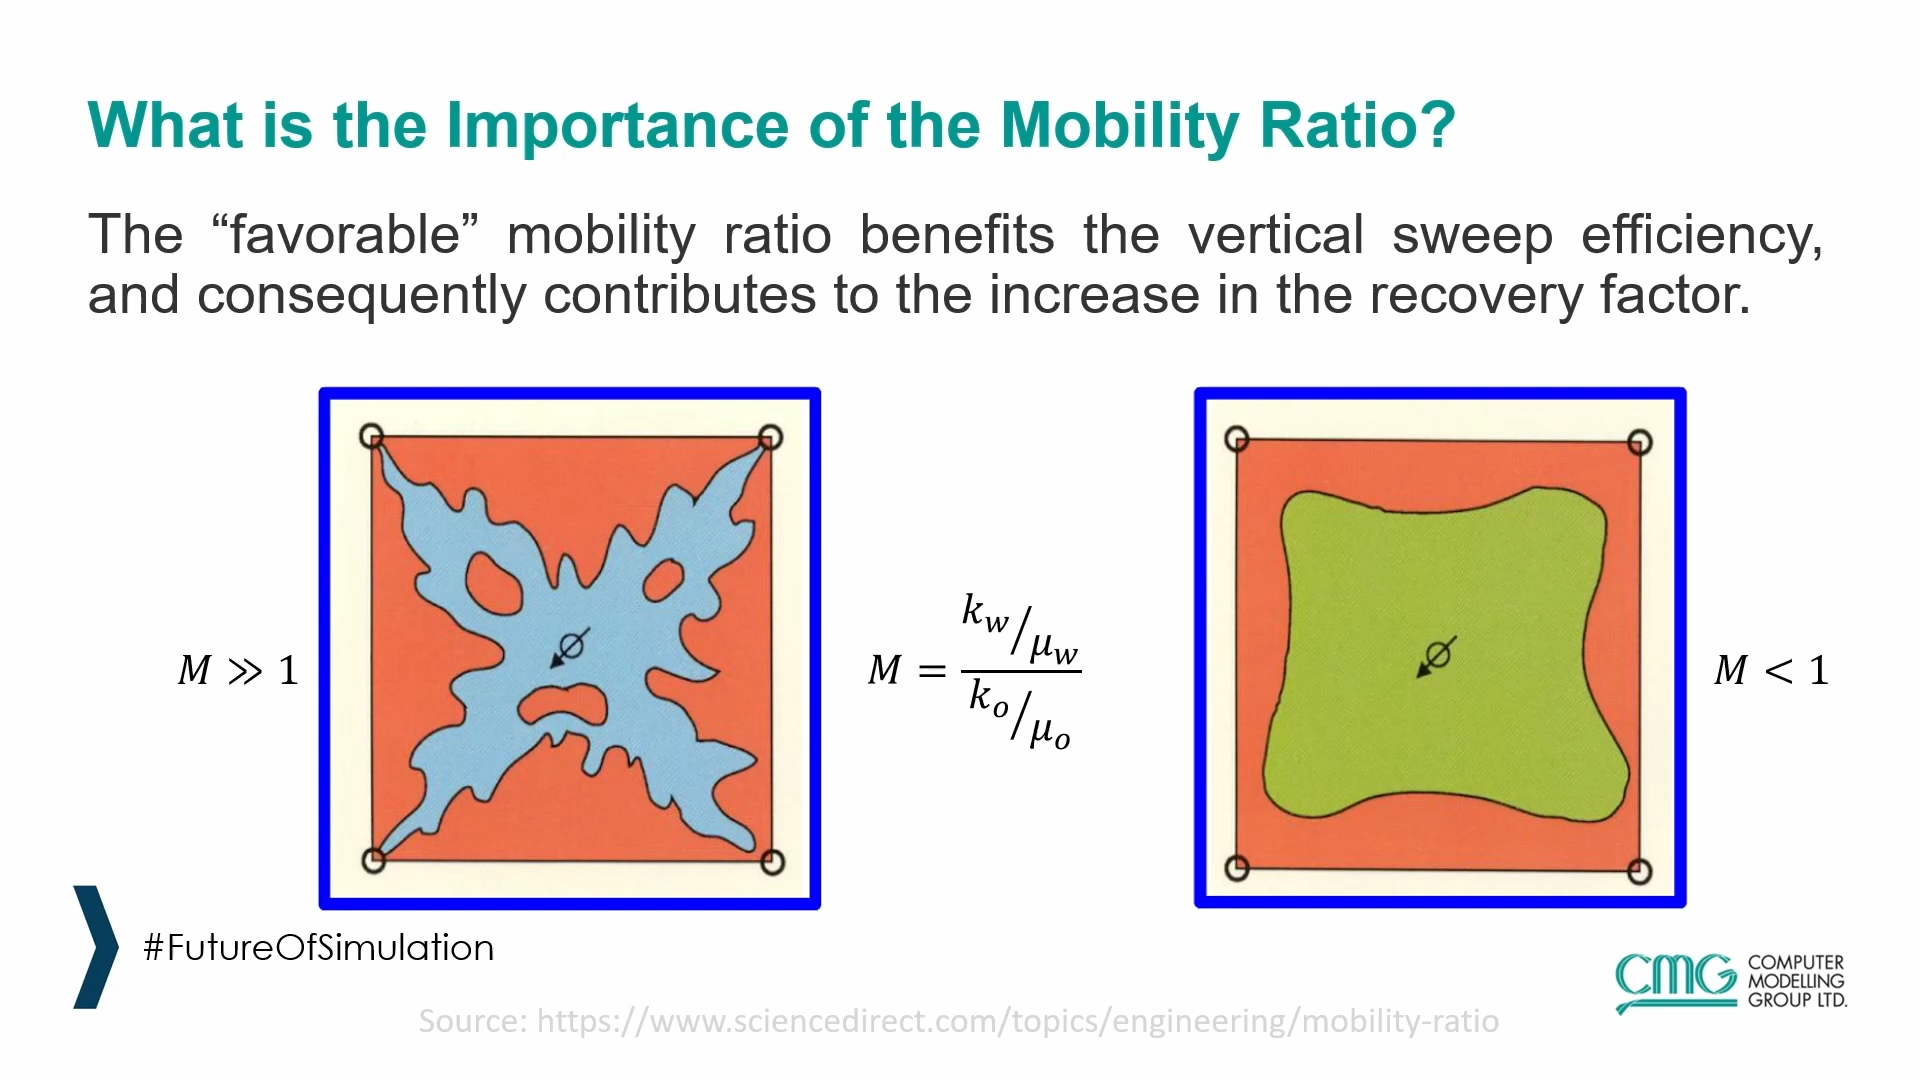 What is the Importance of the Mobility Ratio?
The “favorable” mobility ratio benefits the vertical sweep efficiency,
and consequently contributes to the increase in the recovery factor.
M ≫ 1
M = (k_w/μ_w)/(k_o/μ_o)
M < 1
#FutureOfSimulation
CMG
COMPUTER
MODELLING
GROUP LTD.
Source: https://www.sciencedirect.com/topics/engineering/mobility-ratio